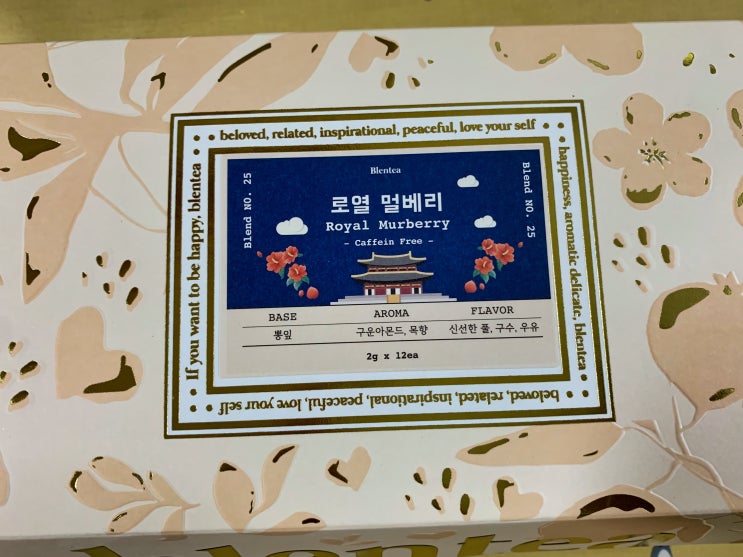 beloved, related, inspirational, peaceful, love your self
If you want to be happy, blentea
happiness, aromatic delicate, blentea
Blentea
Blend NO. 25
Blend NO. 25
로열 멀베리
Royal Murberry
- Caffein Free -
BASE AROMA FLAVOR
뽕잎 구운아몬드, 목향 신선한 풀, 구수, 우유
2g x 12ea
beloved, related, inspirational, peaceful, love your self
blentea